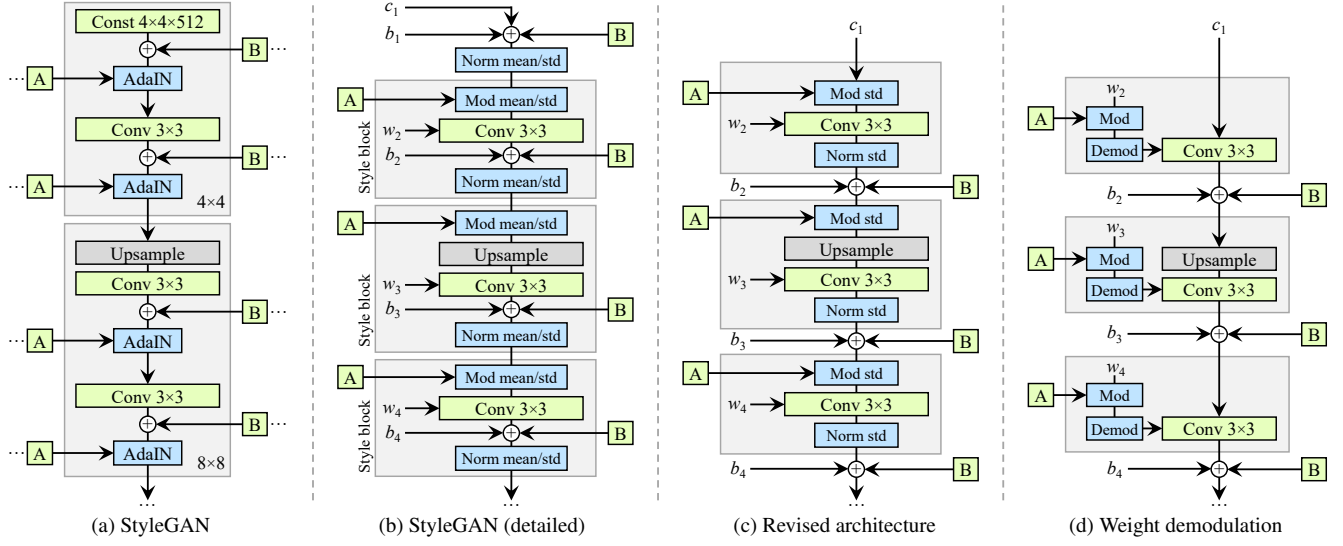 Const 4×4×512
B ...
... A
AdaIN
Conv 3×3
B ...
... A
AdaIN
4×4
Upsample
Conv 3×3
B ...
... A
AdaIN
Conv 3×3
B ...
... A
AdaIN
8×8
...
(a) StyleGAN
c1
b1
B
Norm mean/std
Style block
A
Mod mean/std
w2
Conv 3×3
b2
B
Norm mean/std
Style block
A
Mod mean/std
Upsample
w3
Conv 3×3
b3
B
Norm mean/std
Style block
A
Mod mean/std
w4
Conv 3×3
b4
B
Norm mean/std
...
(b) StyleGAN (detailed)
c1
A
Mod std
w2
Conv 3×3
Norm std
b2
B
A
Mod std
Upsample
w3
Conv 3×3
Norm std
b3
B
A
Mod std
w4
Conv 3×3
Norm std
b4
B
...
(c) Revised architecture
c1
w2
A
Mod
Demod
Conv 3×3
b2
B
w3
A
Mod
Upsample
Demod
Conv 3×3
b3
B
w4
A
Mod
Demod
Conv 3×3
b4
B
...
(d) Weight demodulation